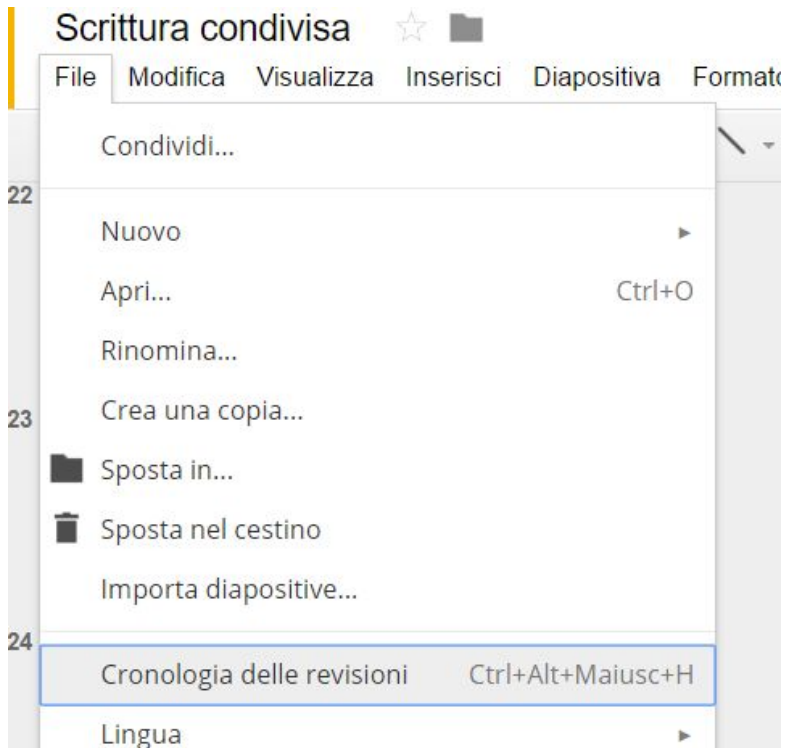 Scrittura condivisa
File Modifica Visualizza Inserisci Diapositiva Formato
Condividi...
22
Nuovo
Apri... Ctrl+O
Rinomina...
23 Crea una copia...
Sposta in...
Sposta nel cestino
Importa diapositive...
24
Cronologia delle revisioni Ctrl+Alt+Maiusc+H
Lingua